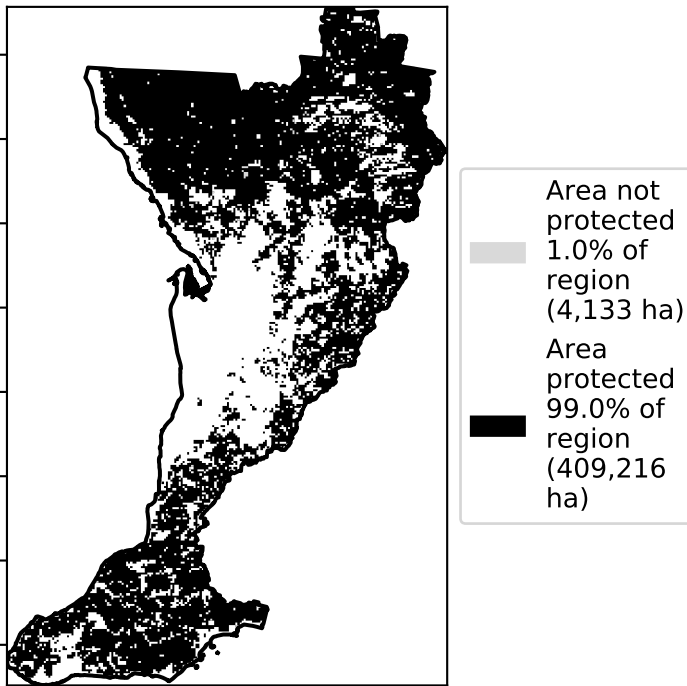 Area not
protected
1.0% of
region
(4,133 ha)
Area
protected
99.0% of
region
(409,216
ha)